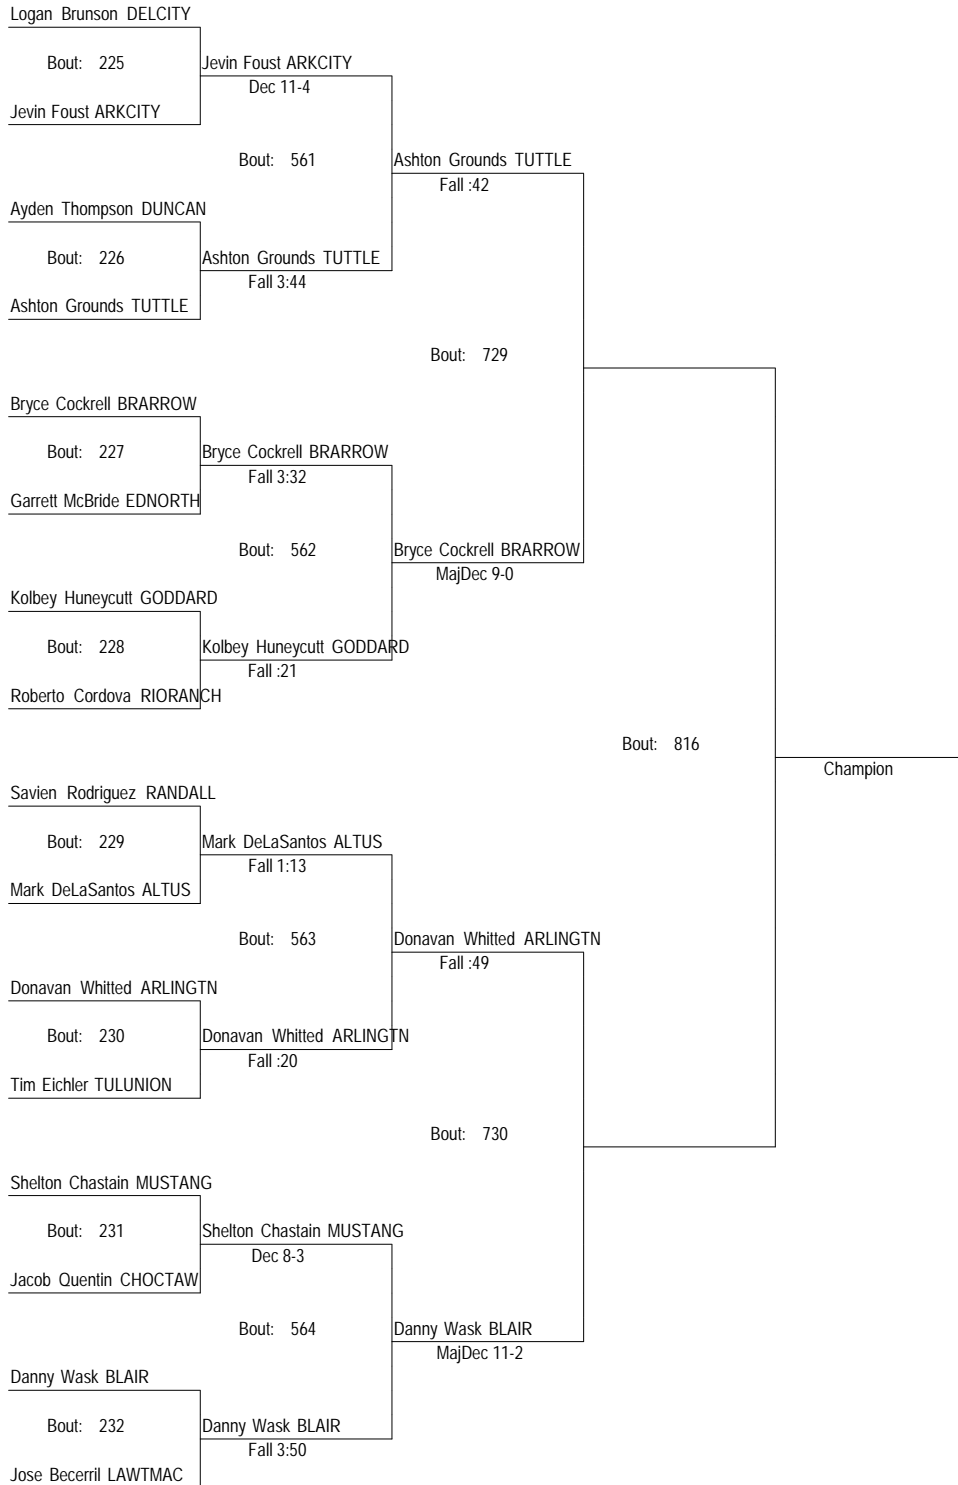 Logan Brunson DELCITY
Bout: 225
Jevin Foust ARKCITY
Dec 11-4
Jevin Foust ARKCITY
Bout: 561
Ashton Grounds TUTTLE
Fall :42
Ayden Thompson DUNCAN
Bout: 226
Ashton Grounds TUTTLE
Fall 3:44
Ashton Grounds TUTTLE
Bout: 729
Bryce Cockrell BRARROW
Bout: 227
Bryce Cockrell BRARROW
Fall 3:32
Garrett McBride EDNORTH
Bout: 562
Bryce Cockrell BRARROW
MajDec 9-0
Kolbey Huneycutt GODDARD
Bout: 228
Kolbey Huneycutt GODDARD
Fall :21
Roberto Cordova RIORANCH
Bout: 816
Champion
Savien Rodriguez RANDALL
Bout: 229
Mark DeLaSantos ALTUS
Fall 1:13
Mark DeLaSantos ALTUS
Bout: 563
Donavan Whitted ARLINGTN
Fall :49
Donavan Whitted ARLINGTN
Bout: 230
Donavan Whitted ARLINGTN
Fall :20
Tim Eichler TULUNION
Bout: 730
Shelton Chastain MUSTANG
Bout: 231
Shelton Chastain MUSTANG
Dec 8-3
Jacob Quentin CHOCTAW
Bout: 564
Danny Wask BLAIR
MajDec 11-2
Danny Wask BLAIR
Bout: 232
Danny Wask BLAIR
Fall 3:50
Jose Becerril LAWTMAC